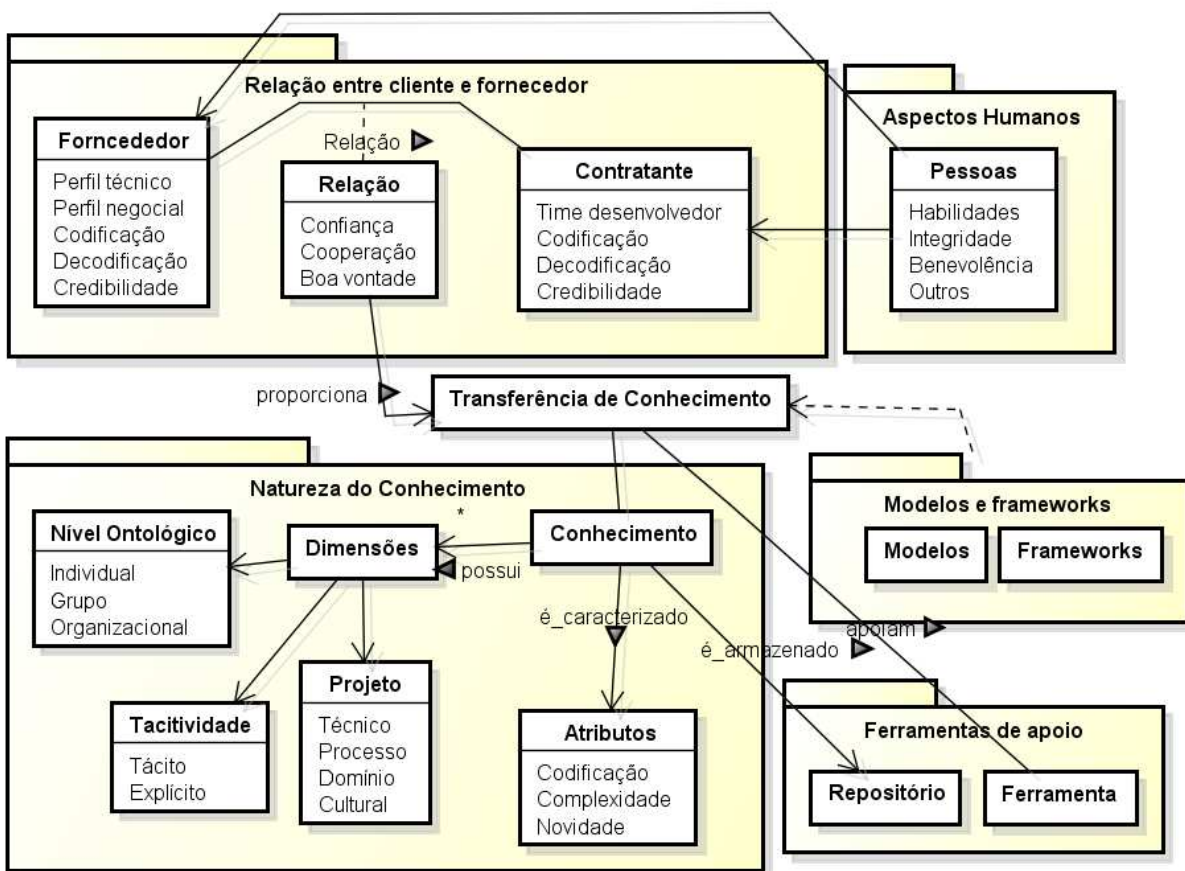 Relação entre cliente e fornecedor
Forncededor
Perfil técnico
Perfil negocial
Codificação
Decodificação
Credibilidade
Relação
Relação
Confiança
Cooperação
Boa vontade
Contratante
Time desenvolvedor
Codificação
Decodificação
Credibilidade
Aspectos Humanos
Pessoas
Habilidades
Integridade
Benevolência
Outros
proporciona
Transferência de Conhecimento
Natureza do Conhecimento
Nível Ontológico
Individual
Grupo
Organizacional
Dimensões
*
possui
Conhecimento
é_caracterizado
é_armazenado
apoiam
Tacitividade
Tácito
Explícito
Projeto
Técnico
Processo
Domínio
Cultural
Atributos
Codificação
Complexidade
Novidade
Modelos e frameworks
Modelos
Frameworks
Ferramentas de apoio
Repositório
Ferramenta